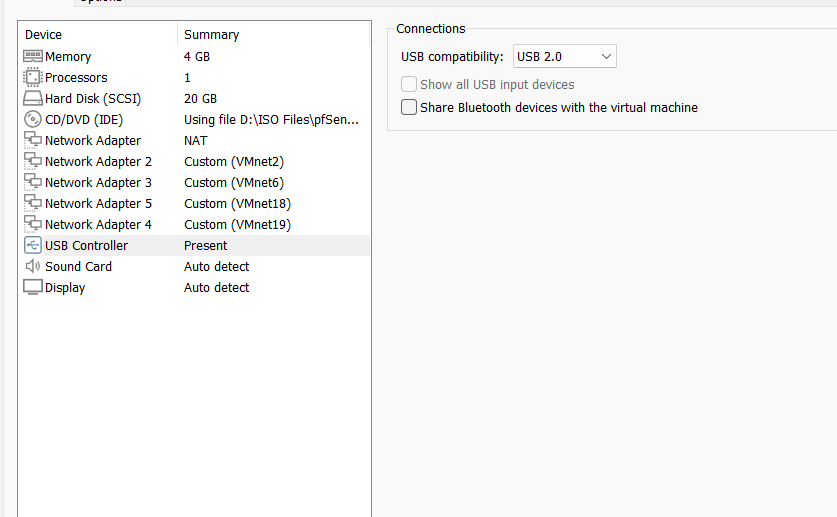 Options
Device Summary
Memory 4 GB
Processors 1
Hard Disk (SCSI) 20 GB
CD/DVD (IDE) Using file D:\ISO Files\pfSen...
Network Adapter NAT
Network Adapter 2 Custom (VMnet2)
Network Adapter 3 Custom (VMnet6)
Network Adapter 5 Custom (VMnet18)
Network Adapter 4 Custom (VMnet19)
USB Controller Present
Sound Card Auto detect
Display Auto detect
Connections
USB compatibility: USB 2.0
Show all USB input devices
Share Bluetooth devices with the virtual machine